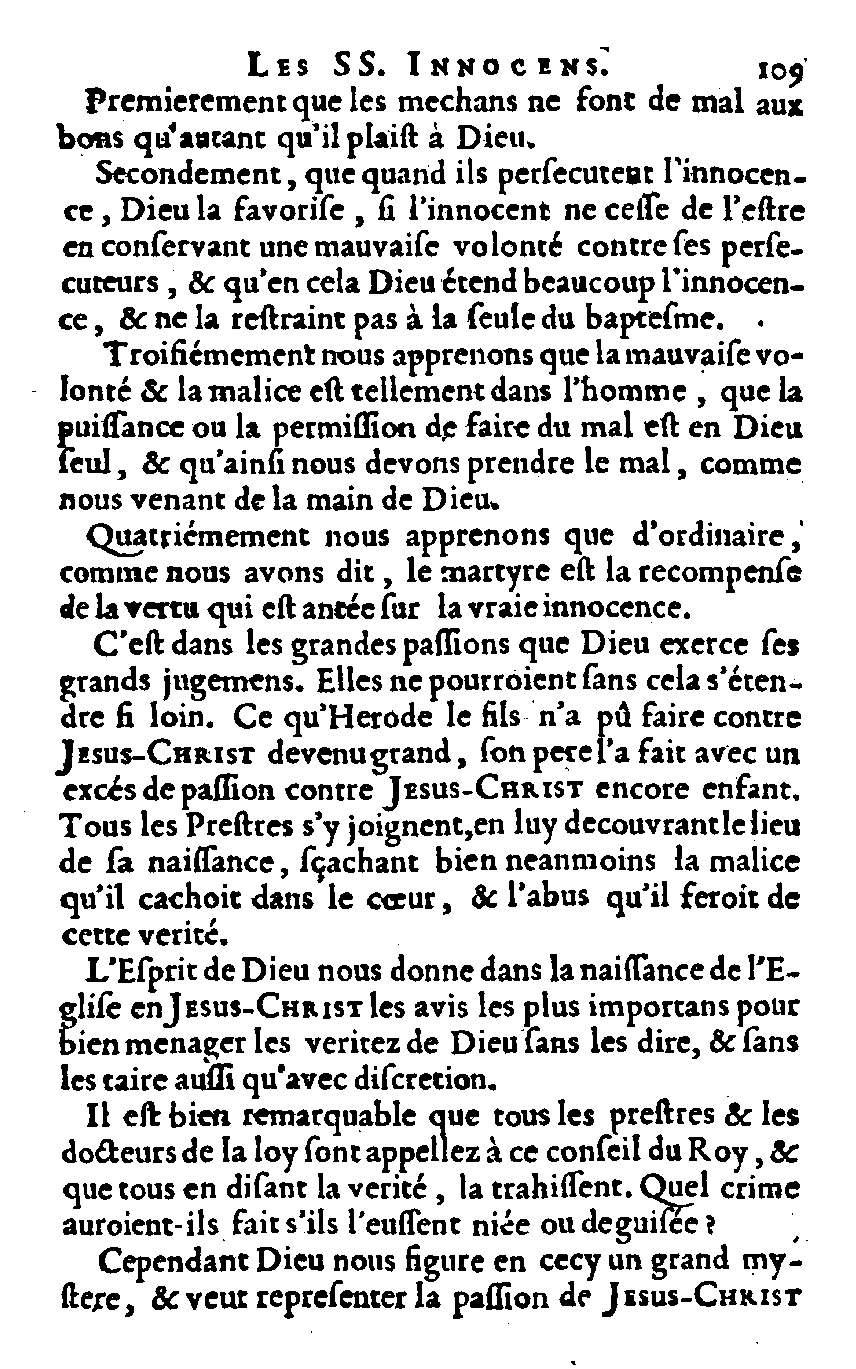 LES SS. INNOCENS. 109
Premierement que les mechans ne font de mal aux
bons qu'autant qu'il plaiſt à Dieu.
Secondement, que quand ils perſecutent l'innocen-
ce, Dieu la favoriſe, ſi l'innocent ne ceſſe de l'eſtre
en conſervant une mauvaiſe volonté contre ſes perſe-
cuteurs, & qu'en cela Dieu étend beaucoup l'innocen-
ce, & ne la reſtraint pas à la ſeule du bapteſme.
Troiſiémement nous apprenons que la mauvaiſe vo-
lonté & la malice eſt tellement dans l'homme, que la
puiſſance ou la permiſſion de faire du mal eſt en Dieu
ſeul, & qu'ainſi nous devons prendre le mal, comme
nous venant de la main de Dieu.
Quatriémement nous apprenons que d'ordinaire,
comme nous avons dit, le martyre eſt la recompenſe
de la vertu qui eſt antée ſur la vraie innocence.
C'eſt dans les grandes paſſions que Dieu exerce ſes
grands jugemens. Elles ne pourroient ſans cela s'éten-
dre ſi loin. Ce qu'Herode le fils n'a pû faire contre
JESUS-CHRIST devenu grand, ſon pere l'a fait avec un
excés de paſſion contre JESUS-CHRIST encore enfant.
Tous les Preſtres s'y joignent, en luy decouvrant le lieu
de ſa naiſſance, ſçachant bien neanmoins la malice
qu'il cachoit dans le cœur, & l'abus qu'il feroit de
cette verité.
L'Eſprit de Dieu nous donne dans la naiſſance de l'E-
gliſe en JESUS-CHRIST les avis les plus importans pour
bien menager les veritez de Dieu ſans les dire, & ſans
les taire auſſi qu'avec diſcretion.
Il eſt bien remarquable que tous les preſtres & les
docteurs de la loy ſont appellez à ce conſeil du Roy, &
que tous en diſant la verité, la trahiſſent. Quel crime
auroient-ils fait s'ils l'euſſent niée ou deguiſée?
Cependant Dieu nous figure en cecy un grand my-
ſtere, & veut repreſenter la paſſion de JESUS-CHRIST